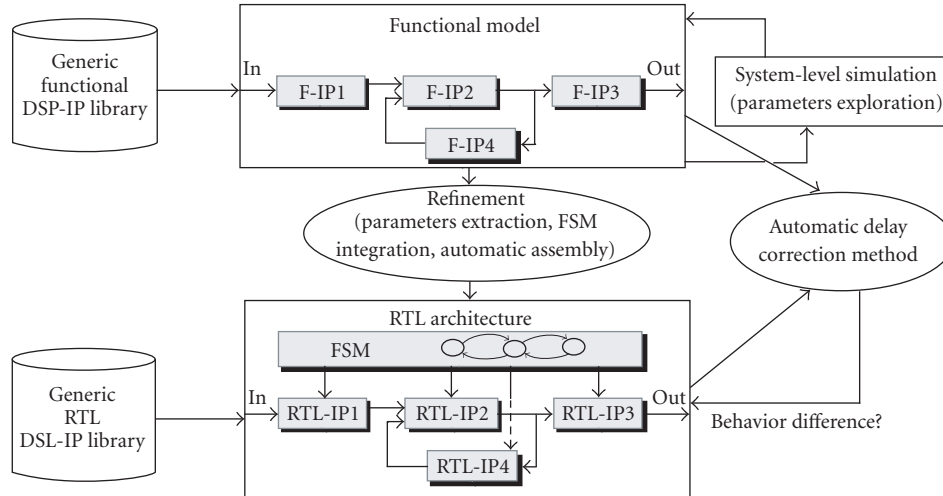 Generic
functional
DSP-IP library
Functional model
In
F-IP1
F-IP2
F-IP3
Out
F-IP4
System-level simulation
(parameters exploration)
Refinement
(parameters extraction, FSM
integration, automatic assembly)
Automatic delay
correction method
Generic
RTL
DSL-IP library
RTL architecture
FSM
In
RTL-IP1
RTL-IP2
RTL-IP3
Out
RTL-IP4
Behavior difference?